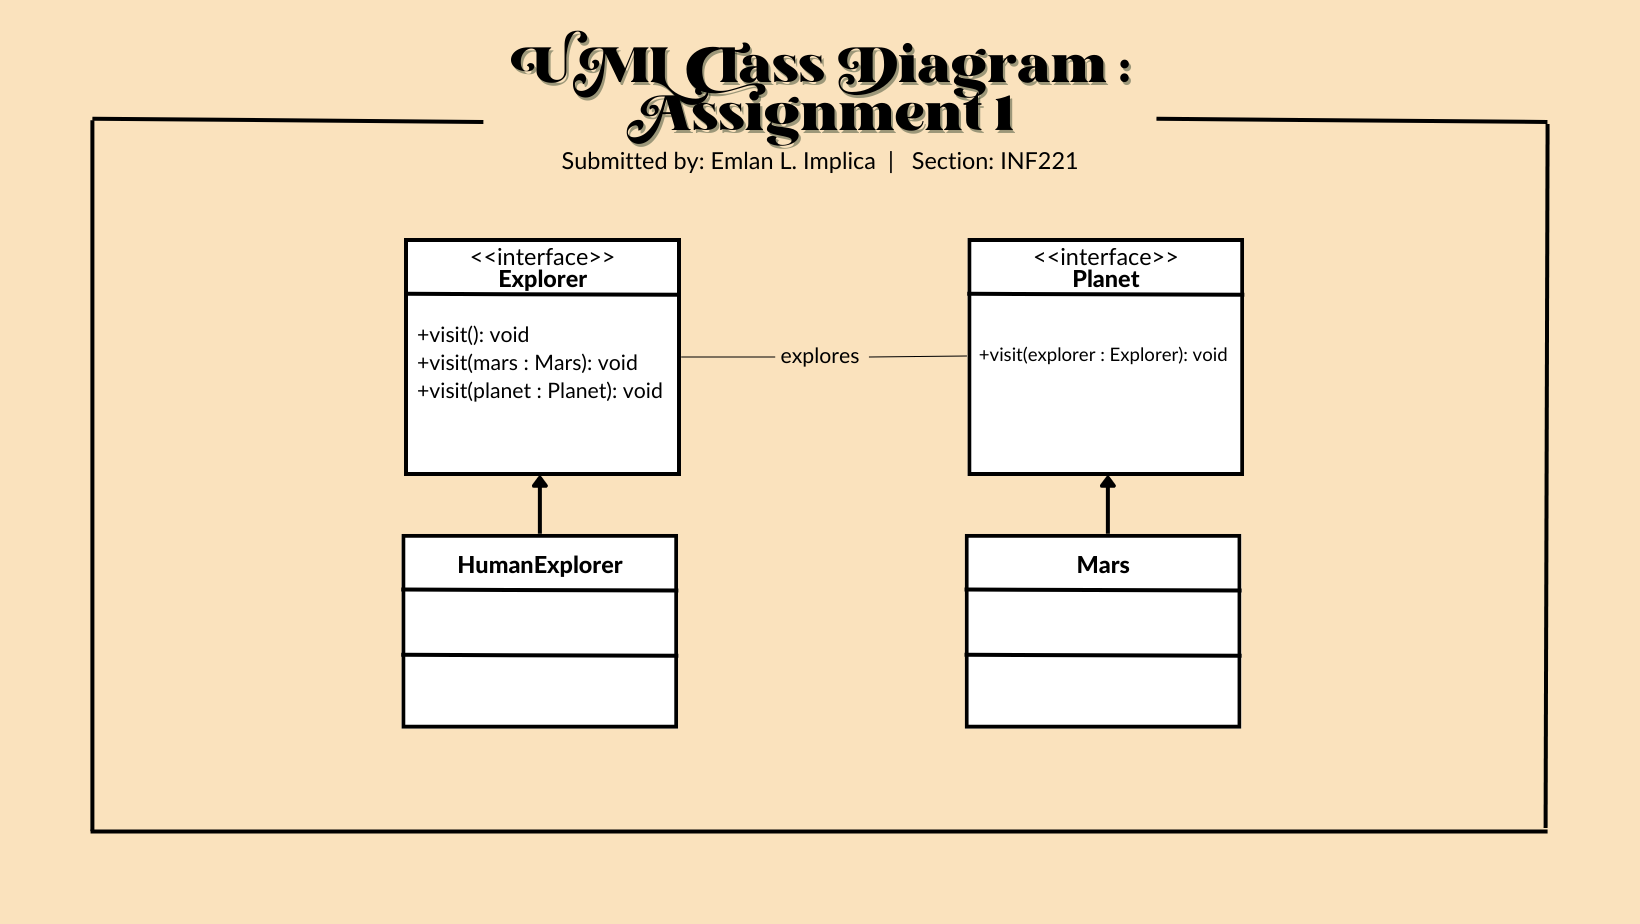 UML Class Diagram :
Assignment 1
Submitted by: Emlan L. Implica | Section: INF221
<<interface>>
Explorer
+visit(): void
+visit(mars : Mars): void
+visit(planet : Planet): void
explores
<<interface>>
Planet
+visit(explorer : Explorer): void
HumanExplorer
Mars